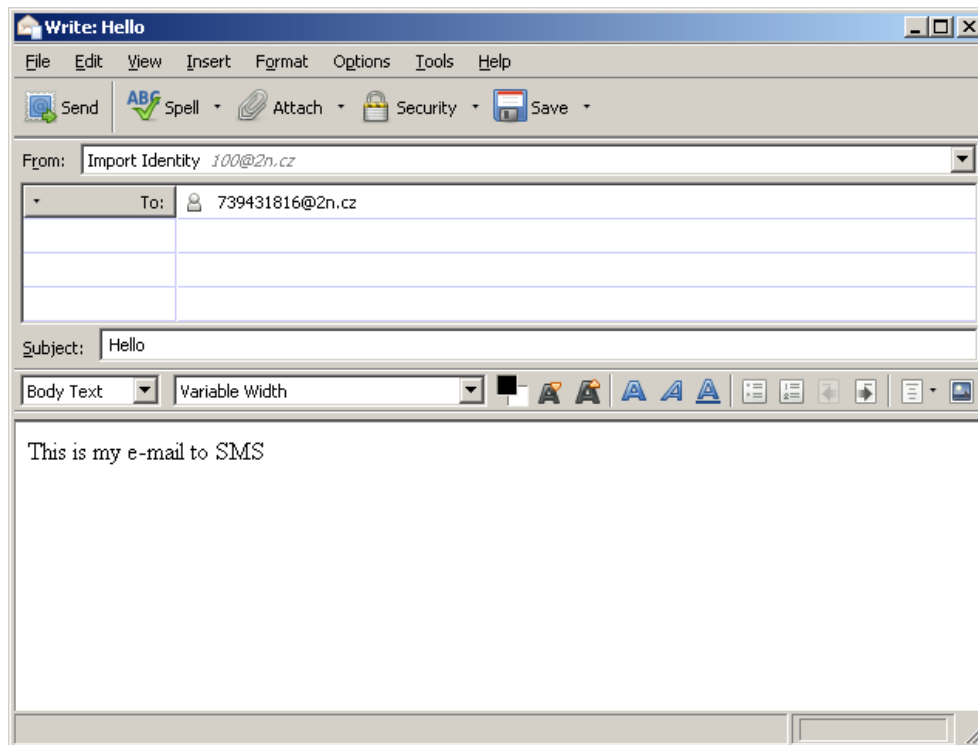 Write: Hello
File Edit View Insert Format Options Tools Help
Send ABC Spell Attach Security Save
From: Import Identity 100@2n.cz
To: 739431816@2n.cz
Subject: Hello
Body Text Variable Width
This is my e-mail to SMS